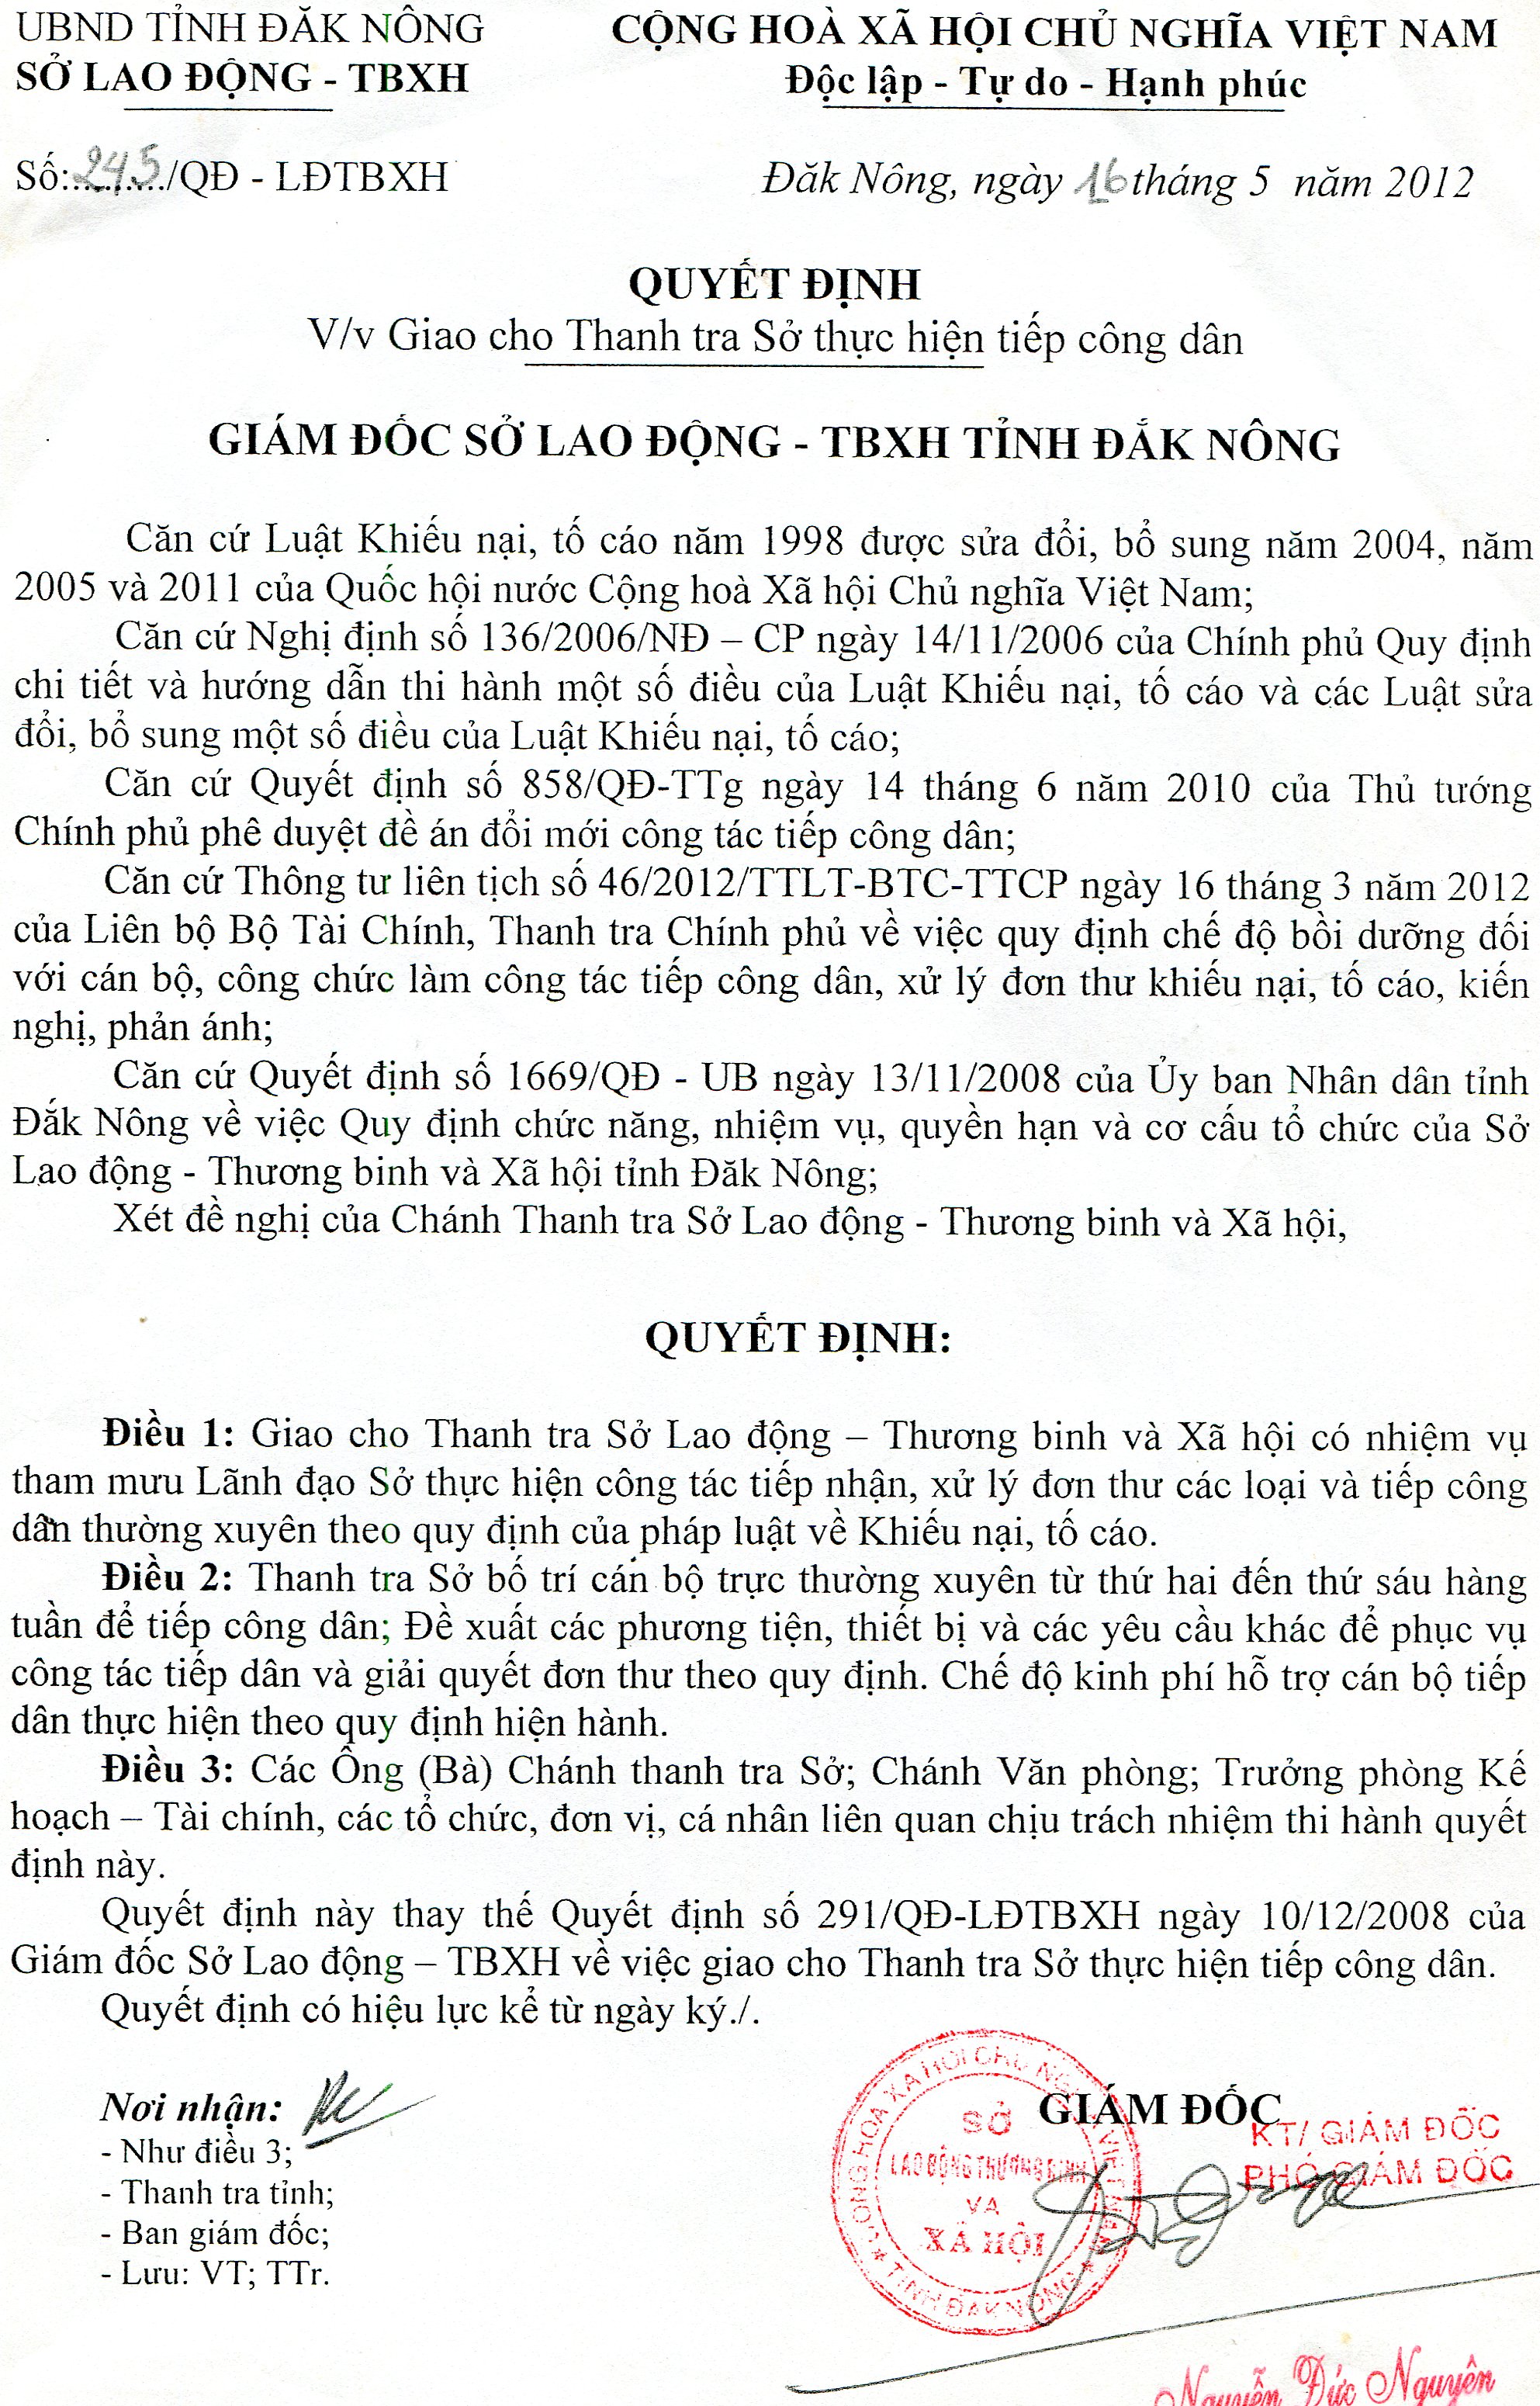 UBND TỈNH ĐĂK NÔNG
SỞ LAO ĐỘNG - TBXH
CỘNG HOÀ XÃ HỘI CHỦ NGHĨA VIỆT NAM
Độc lập - Tự do - Hạnh phúc
Số:.245./QĐ - LĐTBXH
Đăk Nông, ngày 16 tháng 5 năm 2012
QUYẾT ĐỊNH
V/v Giao cho Thanh tra Sở thực hiện tiếp công dân
GIÁM ĐỐC SỞ LAO ĐỘNG - TBXH TỈNH ĐẮK NÔNG
Căn cứ Luật Khiếu nại, tố cáo năm 1998 được sửa đổi, bổ sung năm 2004, năm
2005 và 2011 của Quốc hội nước Cộng hoà Xã hội Chủ nghĩa Việt Nam;
Căn cứ Nghị định số 136/2006/NĐ – CP ngày 14/11/2006 của Chính phủ Quy định
chi tiết và hướng dẫn thi hành một số điều của Luật Khiếu nại, tố cáo và các Luật sửa
đổi, bổ sung một số điều của Luật Khiếu nại, tố cáo;
Căn cứ Quyết định số 858/QĐ-TTg ngày 14 tháng 6 năm 2010 của Thủ tướng
Chính phủ phê duyệt đề án đổi mới công tác tiếp công dân;
Căn cứ Thông tư liên tịch số 46/2012/TTLT-BTC-TTCP ngày 16 tháng 3 năm 2012
của Liên bộ Bộ Tài Chính, Thanh tra Chính phủ về việc quy định chế độ bồi dưỡng đối
với cán bộ, công chức làm công tác tiếp công dân, xử lý đơn thư khiếu nại, tố cáo, kiến
nghị, phản ánh;
Căn cứ Quyết định số 1669/QĐ - UB ngày 13/11/2008 của Ủy ban Nhân dân tỉnh
Đắk Nông về việc Quy định chức năng, nhiệm vụ, quyền hạn và cơ cấu tổ chức của Sở
Lao động - Thương binh và Xã hội tỉnh Đăk Nông;
Xét đề nghị của Chánh Thanh tra Sở Lao động - Thương binh và Xã hội,
QUYẾT ĐỊNH:
Điều 1: Giao cho Thanh tra Sở Lao động – Thương binh và Xã hội có nhiệm vụ
tham mưu Lãnh đạo Sở thực hiện công tác tiếp nhận, xử lý đơn thư các loại và tiếp công
dân thường xuyên theo quy định của pháp luật về Khiếu nại, tố cáo.
Điều 2: Thanh tra Sở bố trí cán bộ trực thường xuyên từ thứ hai đến thứ sáu hàng
tuần để tiếp công dân; Đề xuất các phương tiện, thiết bị và các yêu cầu khác để phục vụ
công tác tiếp dân và giải quyết đơn thư theo quy định. Chế độ kinh phí hỗ trợ cán bộ tiếp
dân thực hiện theo quy định hiện hành.
Điều 3: Các Ông (Bà) Chánh thanh tra Sở; Chánh Văn phòng; Trưởng phòng Kế
hoạch – Tài chính, các tổ chức, đơn vị, cá nhân liên quan chịu trách nhiệm thi hành quyết
định này.
Quyết định này thay thế Quyết định số 291/QĐ-LĐTBXH ngày 10/12/2008 của
Giám đốc Sở Lao động – TBXH về việc giao cho Thanh tra Sở thực hiện tiếp công dân.
Quyết định có hiệu lực kể từ ngày ký./.
Nơi nhận:
- Như điều 3;
- Thanh tra tỉnh;
- Ban giám đốc;
- Lưu: VT; TTr.
GIÁM ĐỐC
KT/ GIÁM ĐỐC
PHÓ GIÁM ĐỐC
CỘNG HOÀ XÃ HỘI CHỦ NGHĨA VIỆT NAM
SỞ
LAO ĐỘNG THƯƠNG BINH
VÀ
XÃ HỘI
TỈNH ĐĂK NÔNG
Nguyễn Đức Nguyên